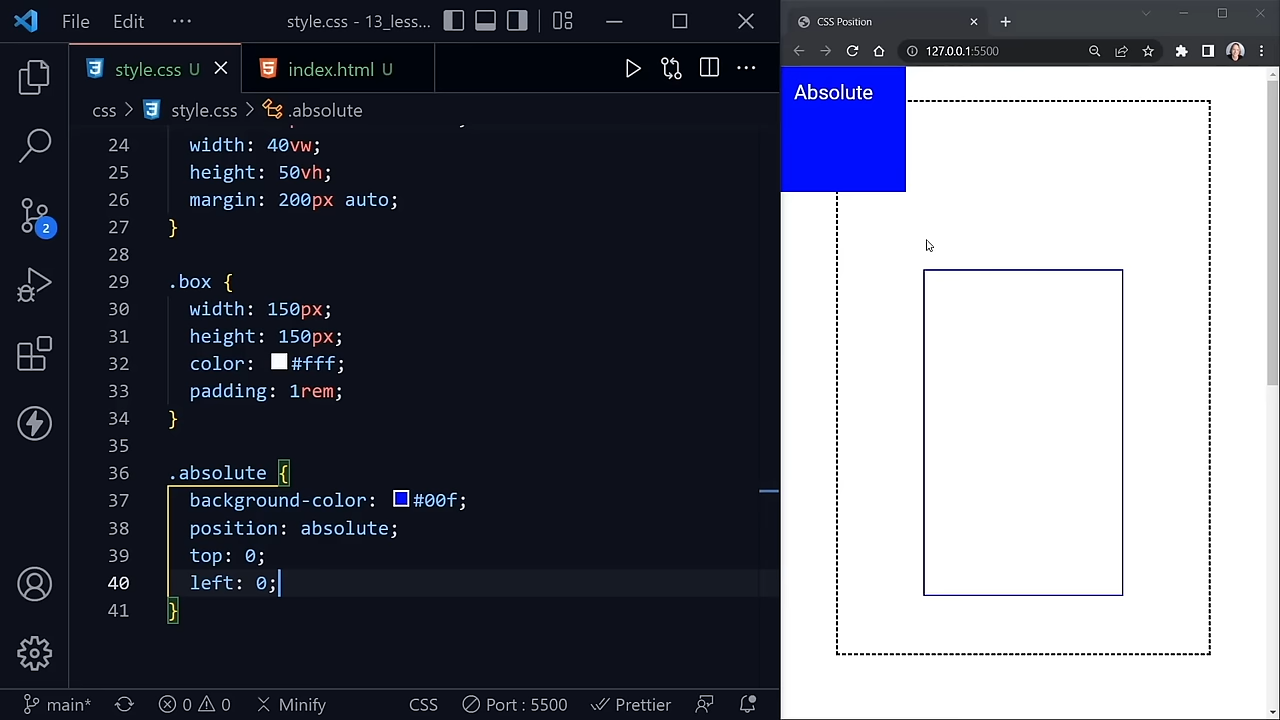 File Edit ··· style.css - 13_less...
style.css U index.html U
css > style.css > .absolute
24 width: 40vw;
25 height: 50vh;
26 margin: 200px auto;
27 }
28
29 .box {
30 width: 150px;
31 height: 150px;
32 color: #fff;
33 padding: 1rem;
34 }
35
36 .absolute {
37 background-color: #00f;
38 position: absolute;
39 top: 0;
40 left: 0;
41 }
2
main* 0 0 Minify CSS Port : 5500 Prettier
CSS Position
127.0.0.1:5500
Absolute